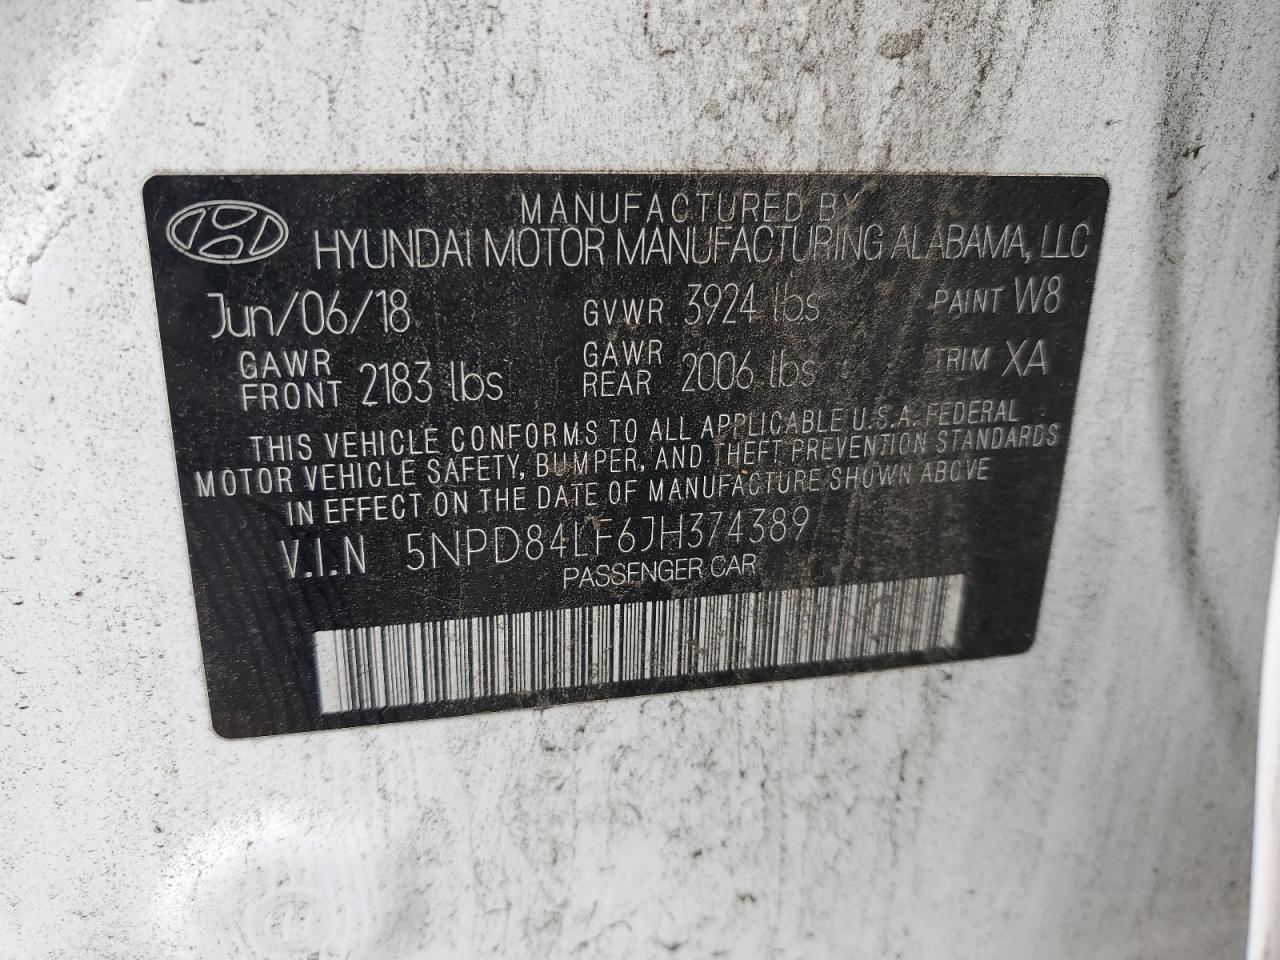 MANUFACTURED BY
HYUNDAI MOTOR MANUFACTURING ALABAMA, LLC
Jun/06/18 GVWR 3924 lbs PAINT W8
GAWR FRONT 2183 lbs GAWR REAR 2006 lbs TRIM XA
THIS VEHICLE CONFORMS TO ALL APPLICABLE U.S.A. FEDERAL
MOTOR VEHICLE SAFETY, BUMPER, AND THEFT PREVENTION STANDARDS
IN EFFECT ON THE DATE OF MANUFACTURE SHOWN ABOVE
V.I.N 5NPD84LF6JH374389
PASSENGER CAR